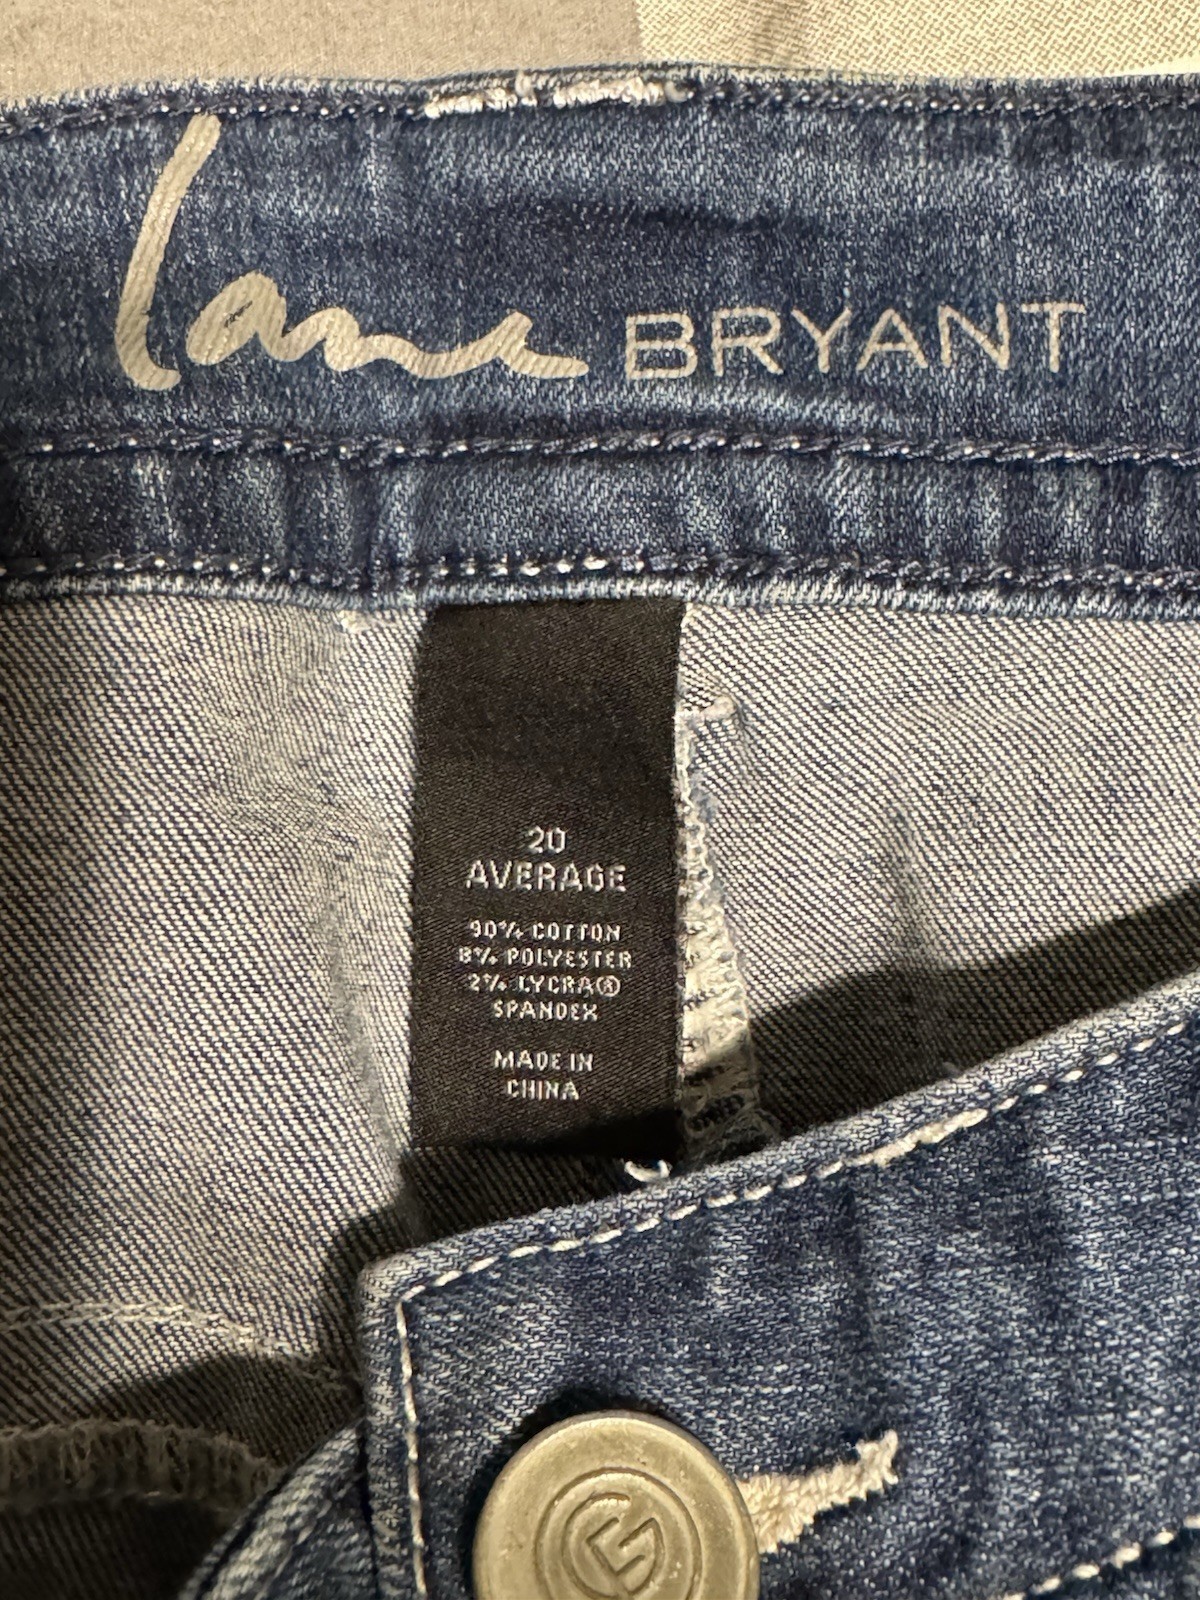 lane BRYANT
20
AVERAGE
90% COTTON
8% POLYESTER
2% LYCRA®
SPANDEX
MADE IN
CHINA